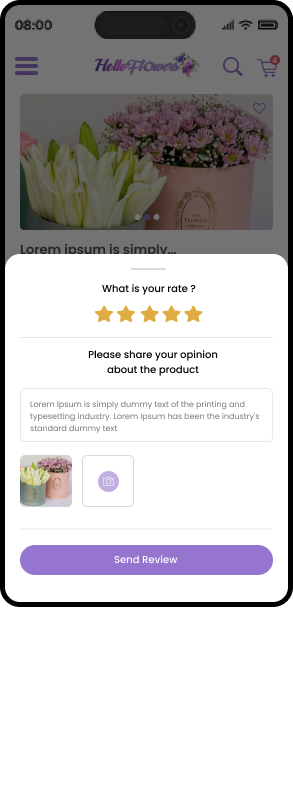 08:00
HelloFlowers
4
THE
FLOWER
Lorem ipsum is simply...
What is your rate ?
Please share your opinion
about the product
Lorem Ipsum is simply dummy text of the printing and
typesetting industry. Lorem Ipsum has been the industry's
standard dummy text
Send Review